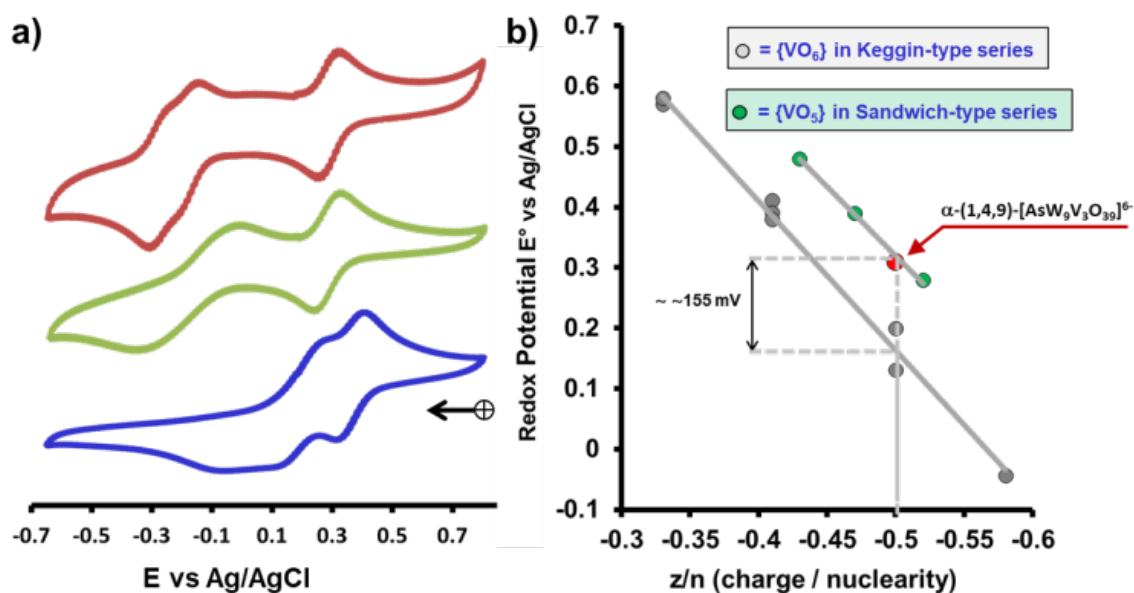 a)
-0.7 -0.5 -0.3 -0.1 0.1 0.3 0.5 0.7
E vs Ag/AgCl
b)
Redox Potential E° vs Ag/AgCl
0.7
0.6
0.5
0.4
0.3
0.2
0.1
0
-0.1
= {VO₆} in Keggin-type series
= {VO₅} in Sandwich-type series
α-(1,4,9)-[AsW₉V₃O₃₉]⁶⁻
~ ~155 mV
-0.3 -0.35 -0.4 -0.45 -0.5 -0.55 -0.6
z/n (charge / nuclearity)